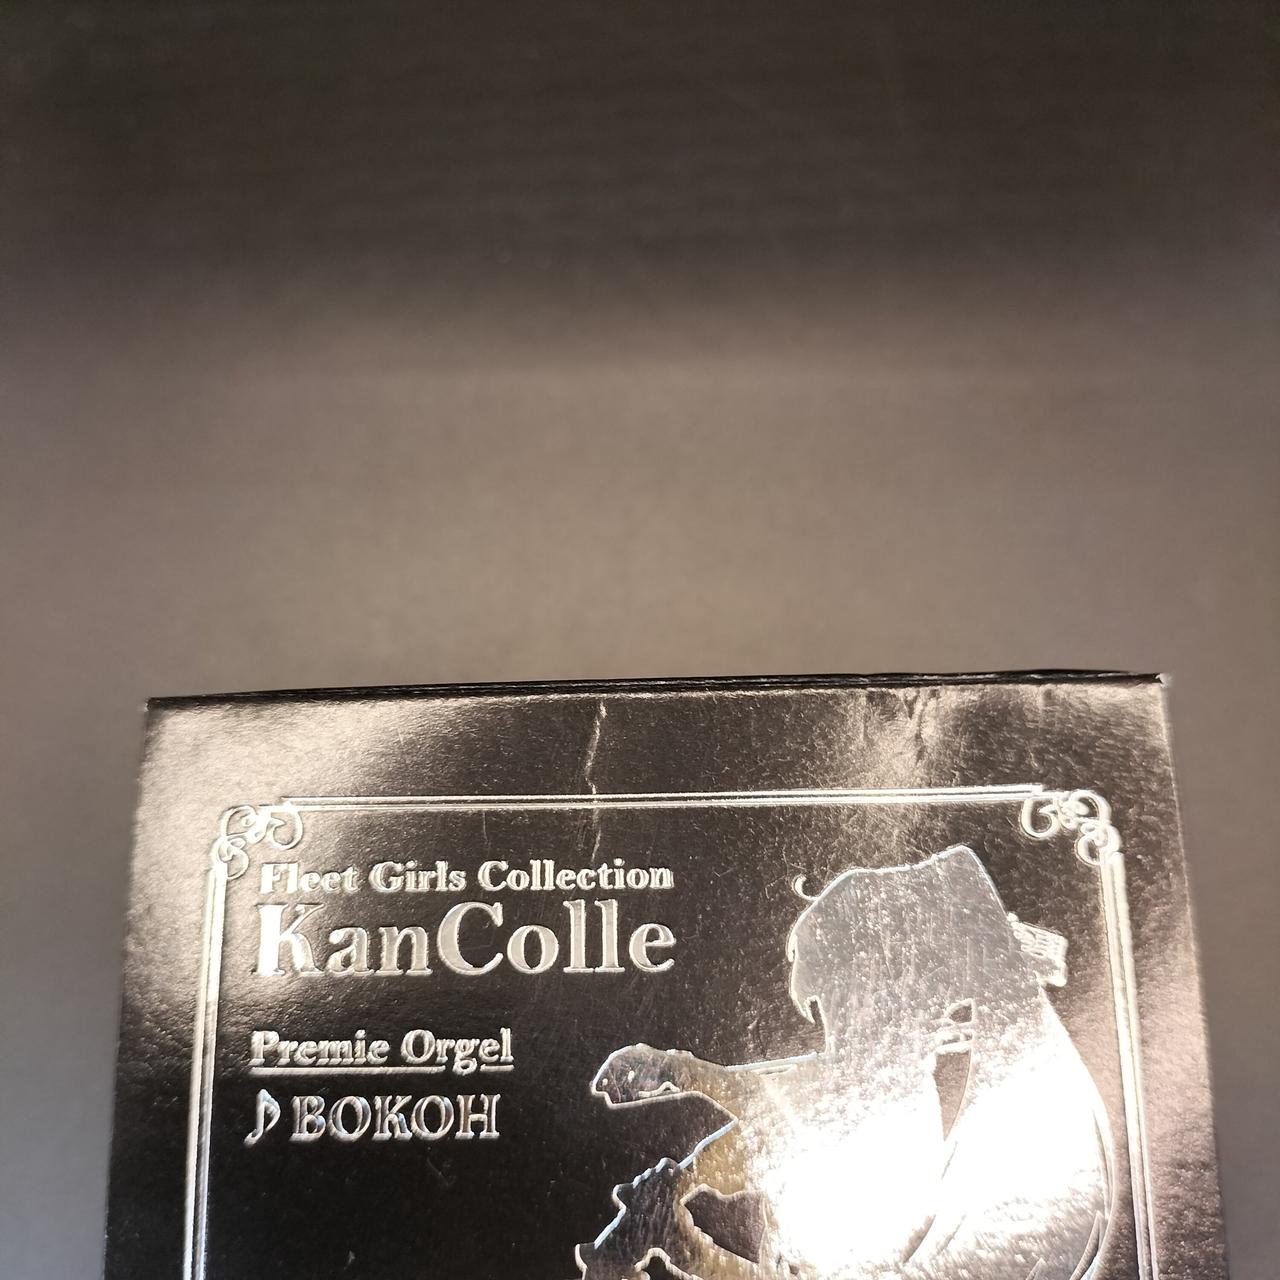 Fleet Girls Collection
KanColle
Premie Orgel
♪ BOKOH